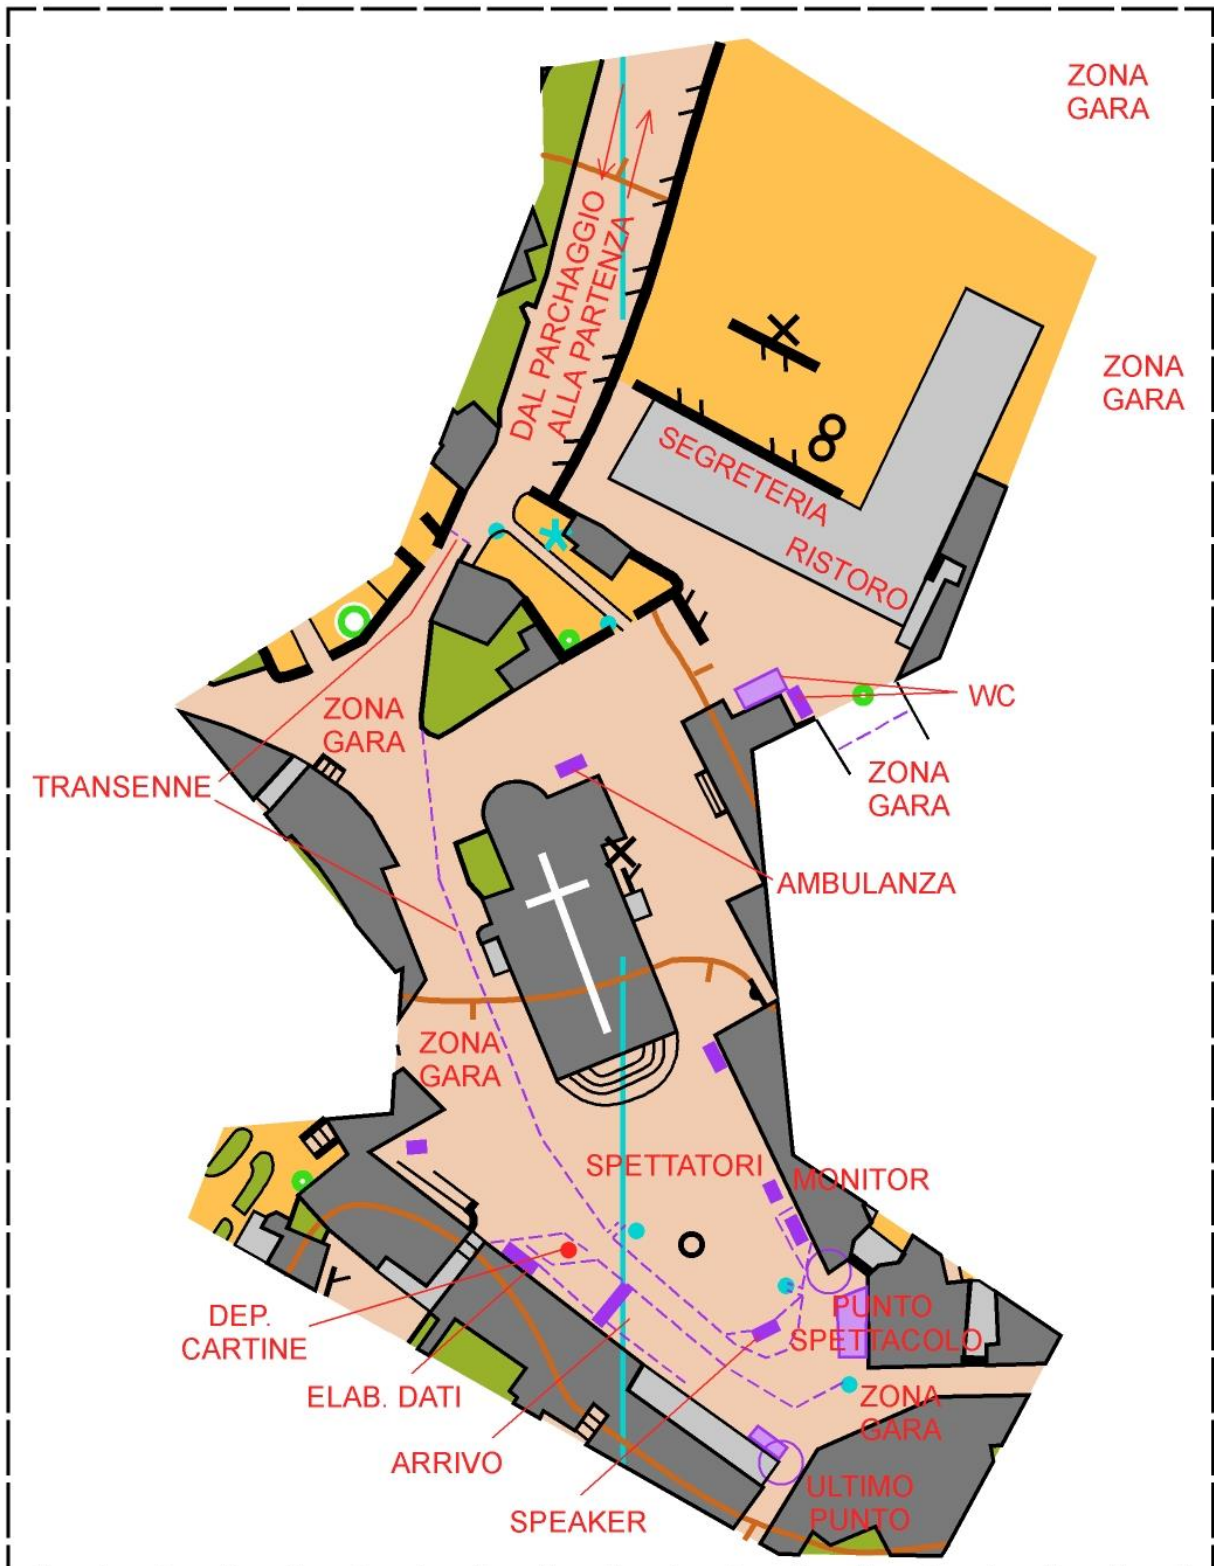 ZONA
GARA
DAL PARCHAGGIO
ALLA PARTENZA
ZONA
GARA
SEGRETERIA
RISTORO
WC
ZONA
GARA
TRANSENNE
ZONA
GARA
AMBULANZA
ZONA
GARA
SPETTATORI
MONITOR
DEP.
CARTINE
PUNTO
SPETTACOLO
ELAB. DATI
ZONA
GARA
ARRIVO
ULTIMO
PUNTO
SPEAKER